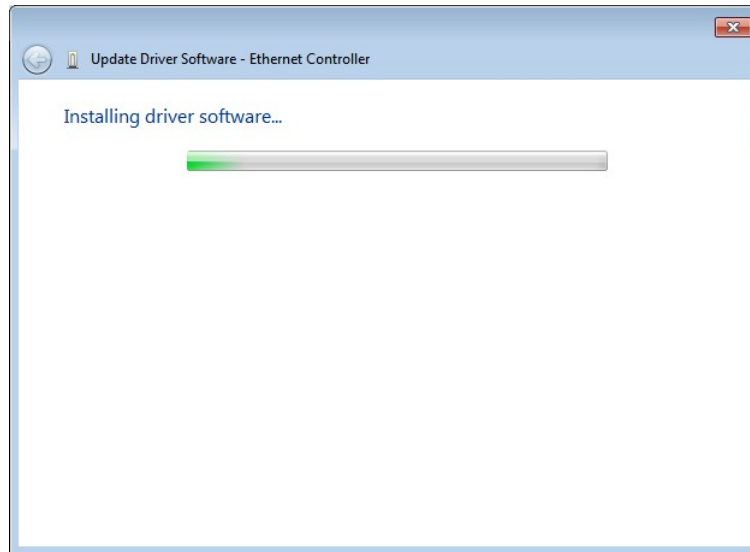 Update Driver Software - Ethernet Controller
Installing driver software...